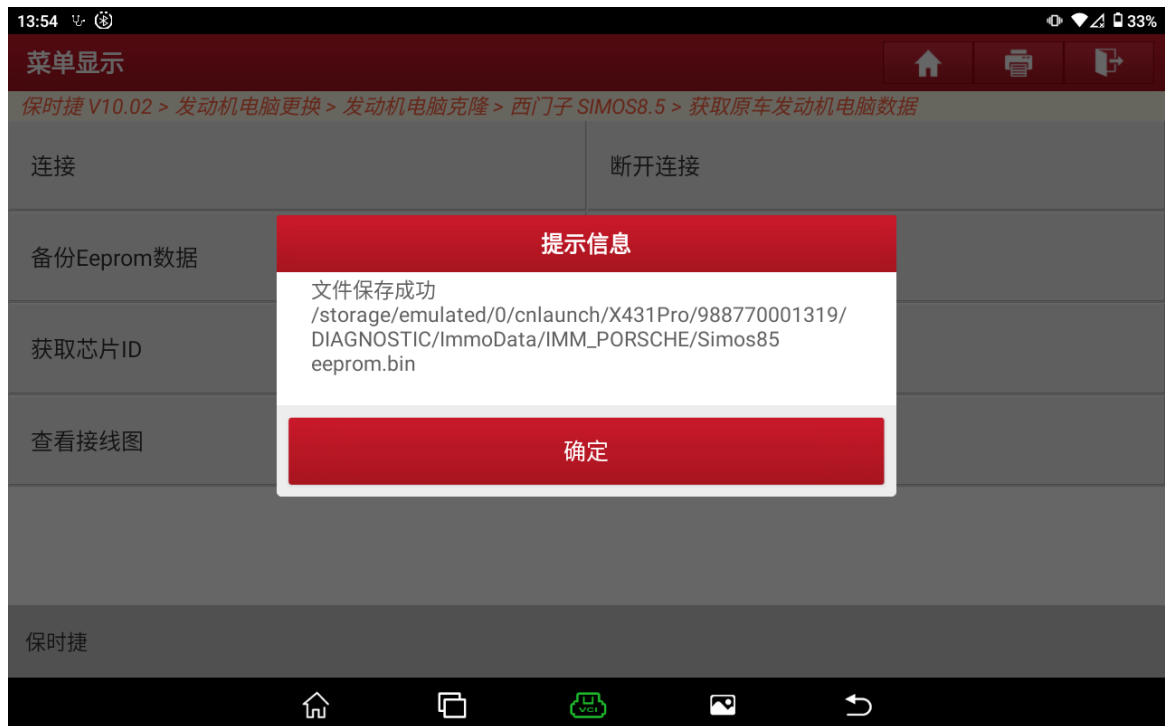 13:54
33%
菜单显示
保时捷 V10.02 > 发动机电脑更换 > 发动机电脑克隆 > 西门子 SIMOS8.5 > 获取原车发动机电脑数据
连接
断开连接
备份Eeprom数据
提示信息
文件保存成功
/storage/emulated/0/cnlaunch/X431Pro/988770001319/
DIAGNOSTIC/ImmoData/IMM_PORSCHE/Simos85
eeprom.bin
获取芯片ID
查看接线图
确定
保时捷
VCI